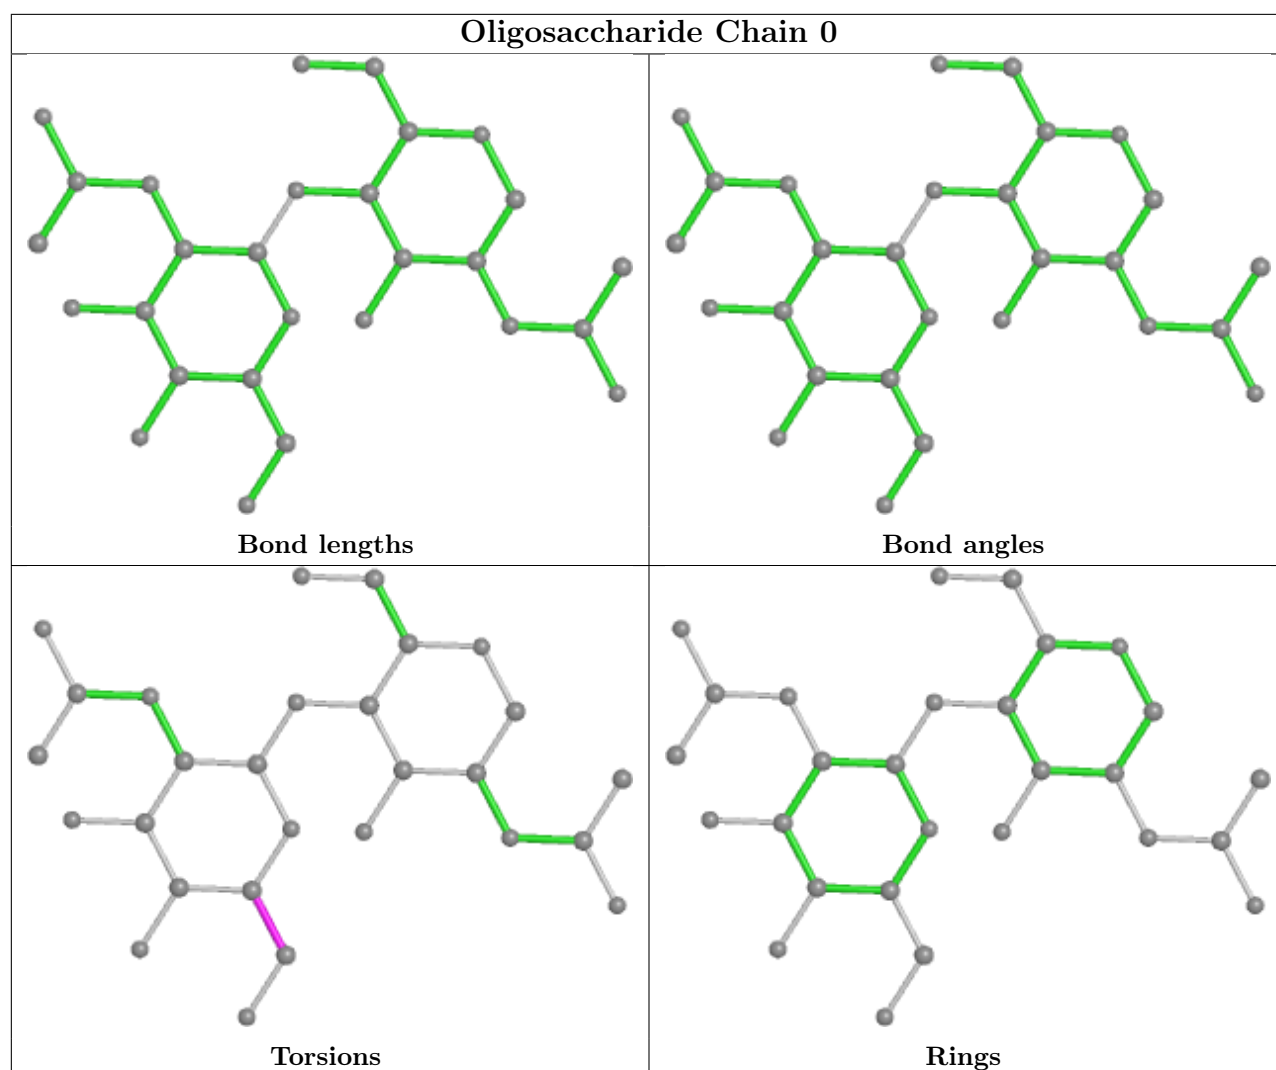 Oligosaccharide Chain 0
Bond lengths
Bond angles
Torsions
Rings